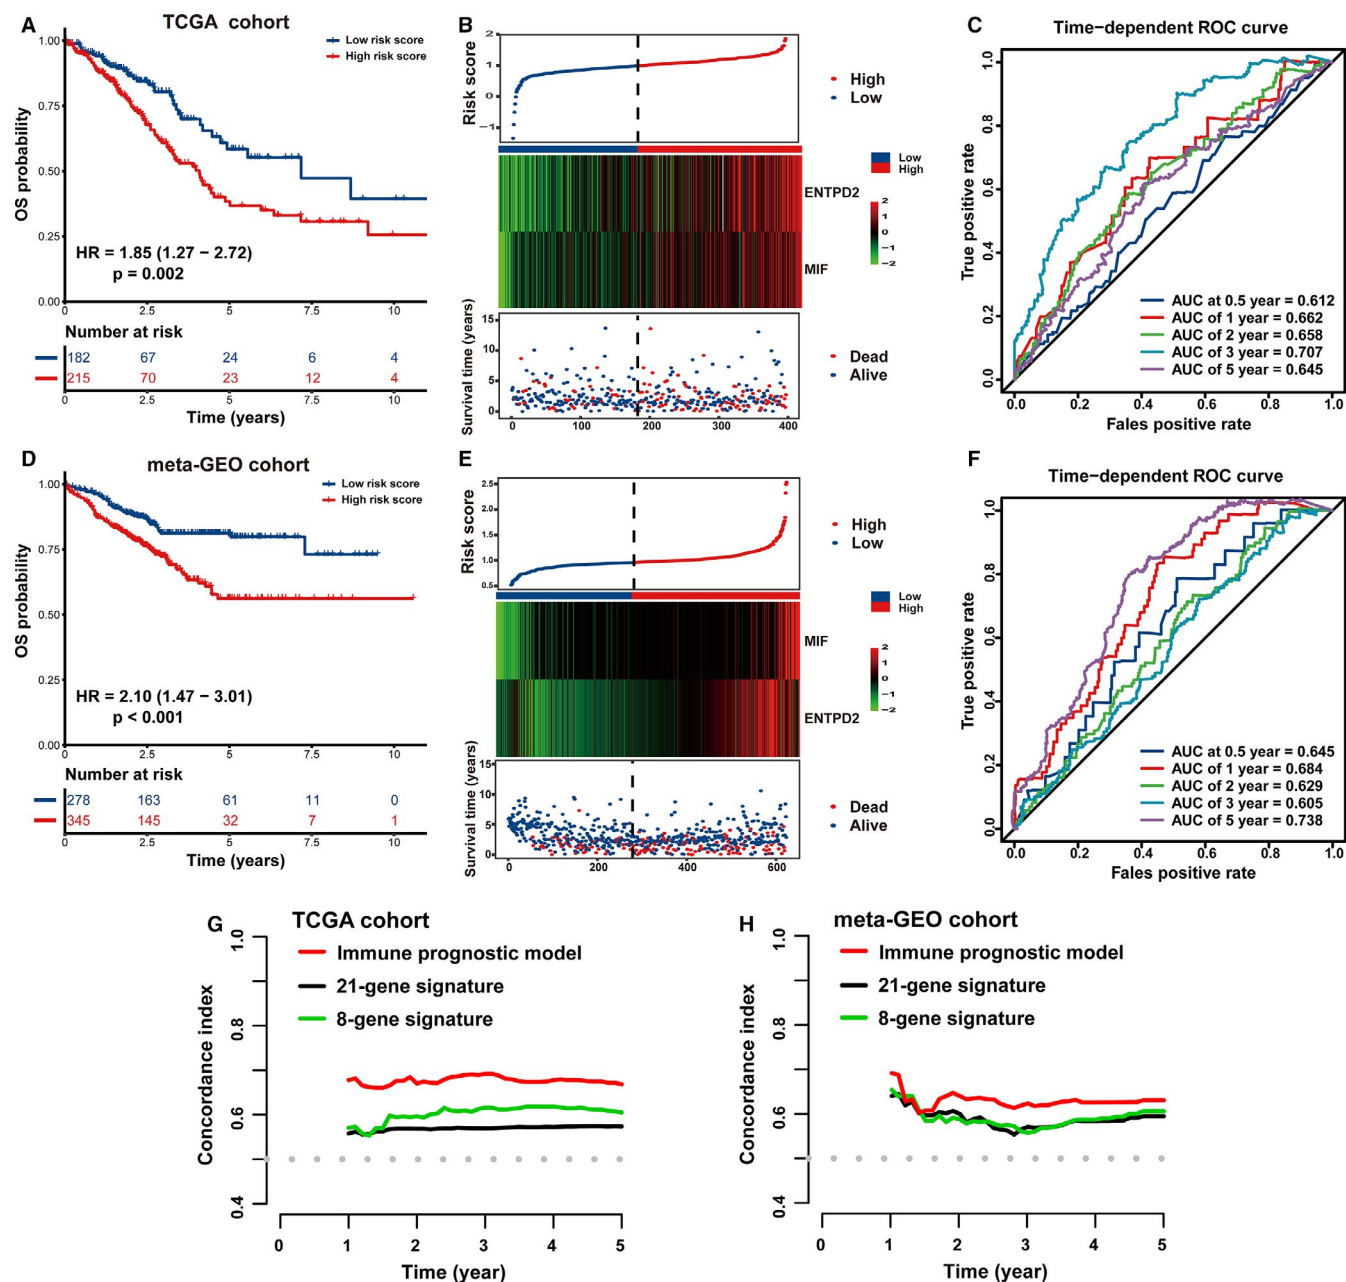 A
TCGA cohort
Low risk score
High risk score
OS probability
1.00
0.75
0.50
0.25
0.00
HR = 1.85 (1.27 − 2.72)
p = 0.002
0 2.5 5 7.5 10
Number at risk
182 67 24 6 4
215 70 23 12 4
0 2.5 5 7.5 10
Time (years)
B
Risk score
2
1
0
−1
High
Low
Low
High
ENTPD2
MIF
2
1
0
−1
−2
Survival time (years)
15
10
5
0
Dead
Alive
0 100 200 300 400
C
Time−dependent ROC curve
True positive rate
1.0
0.8
0.6
0.4
0.2
0.0
AUC at 0.5 year = 0.612
AUC of 1 year = 0.662
AUC of 2 year = 0.658
AUC of 3 year = 0.707
AUC of 5 year = 0.645
0.0 0.2 0.4 0.6 0.8 1.0
Fales positive rate
D
meta-GEO cohort
Low risk score
High risk score
OS probability
1.00
0.75
0.50
0.25
0.00
HR = 2.10 (1.47 − 3.01)
p < 0.001
0 2.5 5 7.5 10
Number at risk
278 163 61 11 0
345 145 32 7 1
0 2.5 5 7.5 10
Time (years)
E
Risk score
2.5
2.0
1.5
1.0
0.5
High
Low
Low
High
MIF
ENTPD2
2
1
0
−1
−2
Survival time (years)
15
10
5
0
Dead
Alive
0 200 400 600
F
Time−dependent ROC curve
True positive rate
1.0
0.8
0.6
0.4
0.2
0.0
AUC at 0.5 year = 0.645
AUC of 1 year = 0.684
AUC of 2 year = 0.629
AUC of 3 year = 0.605
AUC of 5 year = 0.738
0.0 0.2 0.4 0.6 0.8 1.0
Fales positive rate
G
TCGA cohort
Immune prognostic model
21-gene signature
8-gene signature
Concordance index
1.0
0.8
0.6
0.4
0 1 2 3 4 5
Time (year)
H
meta-GEO cohort
Immune prognostic model
21-gene signature
8-gene signature
Concordance index
1.0
0.8
0.6
0.4
0 1 2 3 4 5
Time (year)